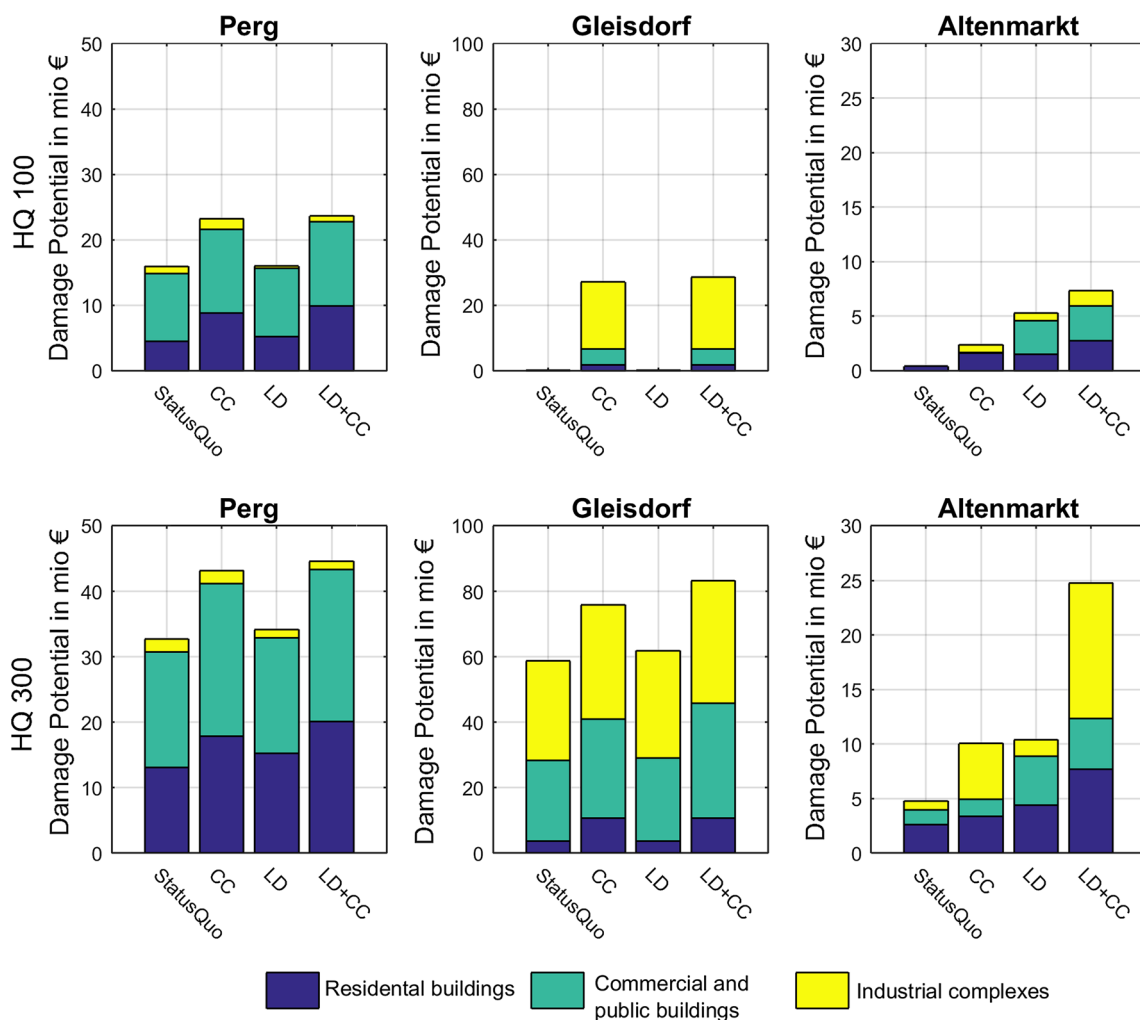 Perg
Gleisdorf
Altenmarkt
HQ 100
Damage Potential in mio €
50
40
30
20
10
0
StatusQuo
CC
LD
LD+CC
Damage Potential in mio €
100
80
60
40
20
0
StatusQuo
CC
LD
LD+CC
Damage Potential in mio €
30
25
20
15
10
5
0
StatusQuo
CC
LD
LD+CC
Perg
Gleisdorf
Altenmarkt
HQ 300
Damage Potential in mio €
50
40
30
20
10
0
StatusQuo
CC
LD
LD+CC
Damage Potential in mio €
100
80
60
40
20
0
StatusQuo
CC
LD
LD+CC
Damage Potential in mio €
30
25
20
15
10
5
0
StatusQuo
CC
LD
LD+CC
Residental buildings
Commercial and
public buildings
Industrial complexes